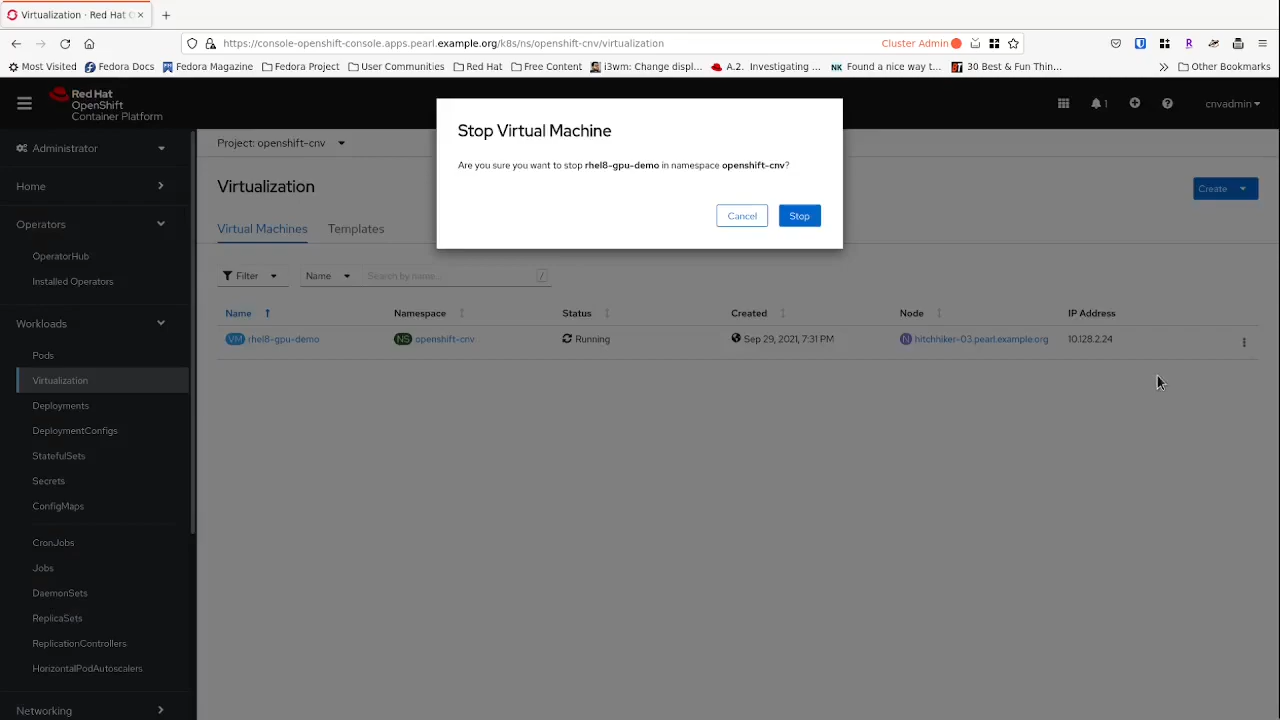 Virtualization · Red Hat O
https://console-openshift-console.apps.pearl.example.org/k8s/ns/openshift-cnv/virtualization
Cluster Admin
Most Visited Fedora Docs Fedora Magazine Fedora Project User Communities Red Hat Free Content i3wm: Change displ... A.2. Investigating ... NK Found a nice way t... 30 Best & Fun Thin... Other Bookmarks
Red Hat
OpenShift
Container Platform
1
cnvadmin
Administrator
Home
Operators
OperatorHub
Installed Operators
Workloads
Pods
Virtualization
Deployments
DeploymentConfigs
StatefulSets
Secrets
ConfigMaps
CronJobs
Jobs
DaemonSets
ReplicaSets
ReplicationControllers
HorizontalPodAutoscalers
Networking
Project: openshift-cnv
Virtualization
Create
Virtual Machines Templates
Filter Name Search by name... /
Name Namespace Status Created Node IP Address
VM rhel8-gpu-demo NS openshift-cnv Running Sep 29, 2021, 7:31 PM N hitchhiker-03.pearl.example.org 10.128.2.24
Stop Virtual Machine
Are you sure you want to stop rhel8-gpu-demo in namespace openshift-cnv?
Cancel Stop